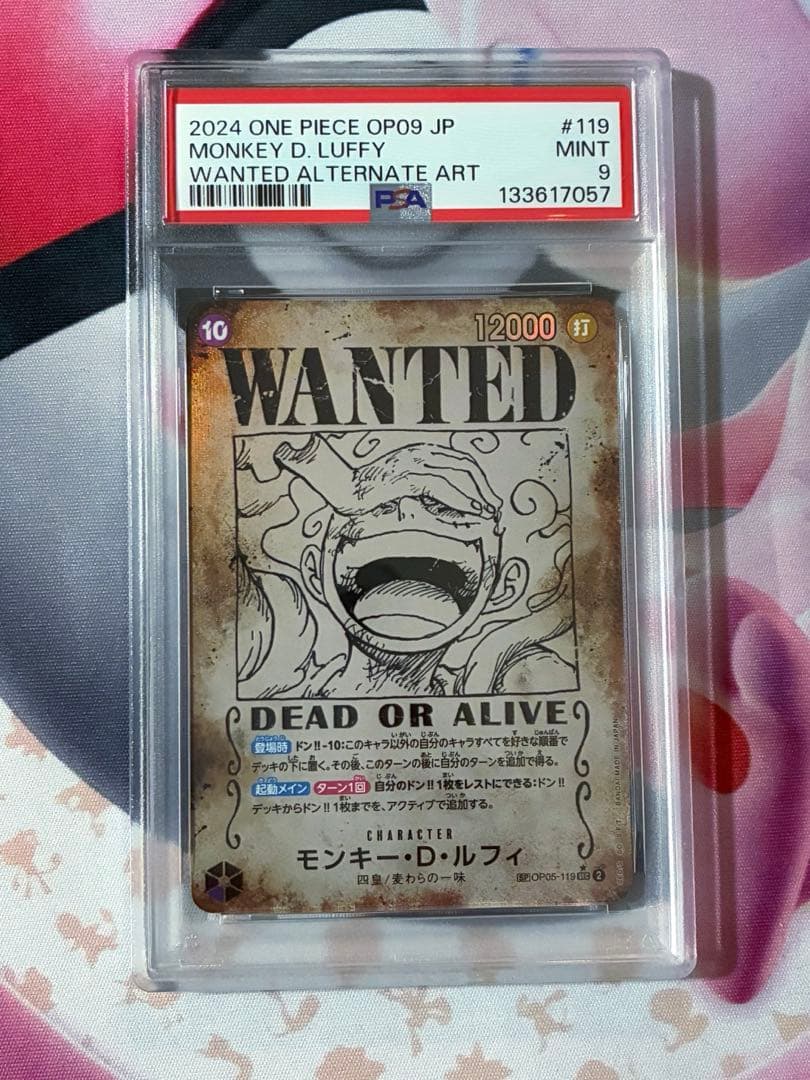 2024 ONE PIECE OP09 JP #119
MONKEY D. LUFFY MINT
WANTED ALTERNATE ART 9
PSA 133617057
10 12000 打
WANTED
DEAD OR ALIVE
登場時 ドン!!-10:このキャラ以外の自分のキャラすべてを好きな順番で
デッキの下に置く。その後、このターンの後に自分のターンを追加で得る。
起動メイン ターン1回 自分のドン!!1枚をレストにできる:ドン!!
デッキからドン!!1枚までを、アクティブで追加する。
CHARACTER
モンキー・D・ルフィ
四皇/麦わらの一味
SP OP05-119 SEC 2